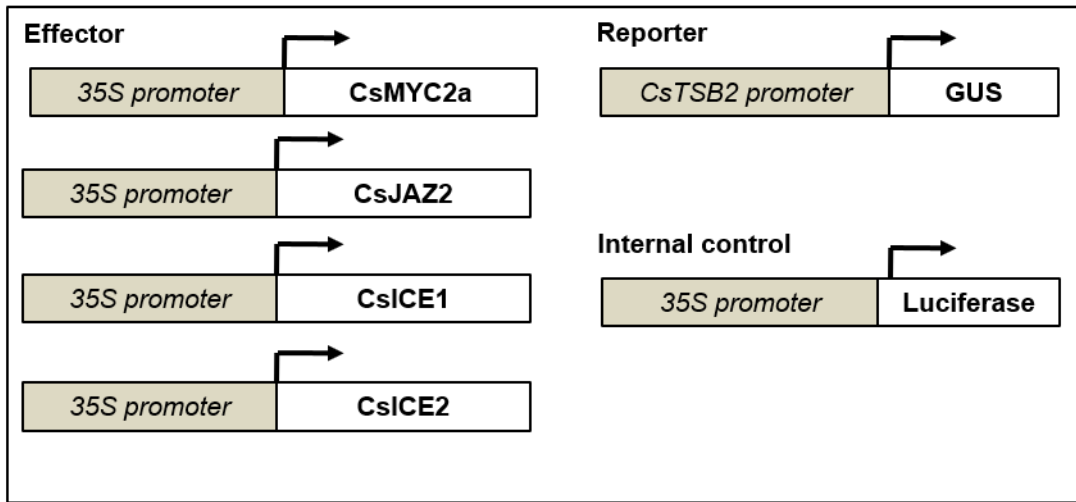 Effector
35S promoter CsMYC2a
35S promoter CsJAZ2
35S promoter CsICE1
35S promoter CsICE2
Reporter
CsTSB2 promoter GUS
Internal control
35S promoter Luciferase